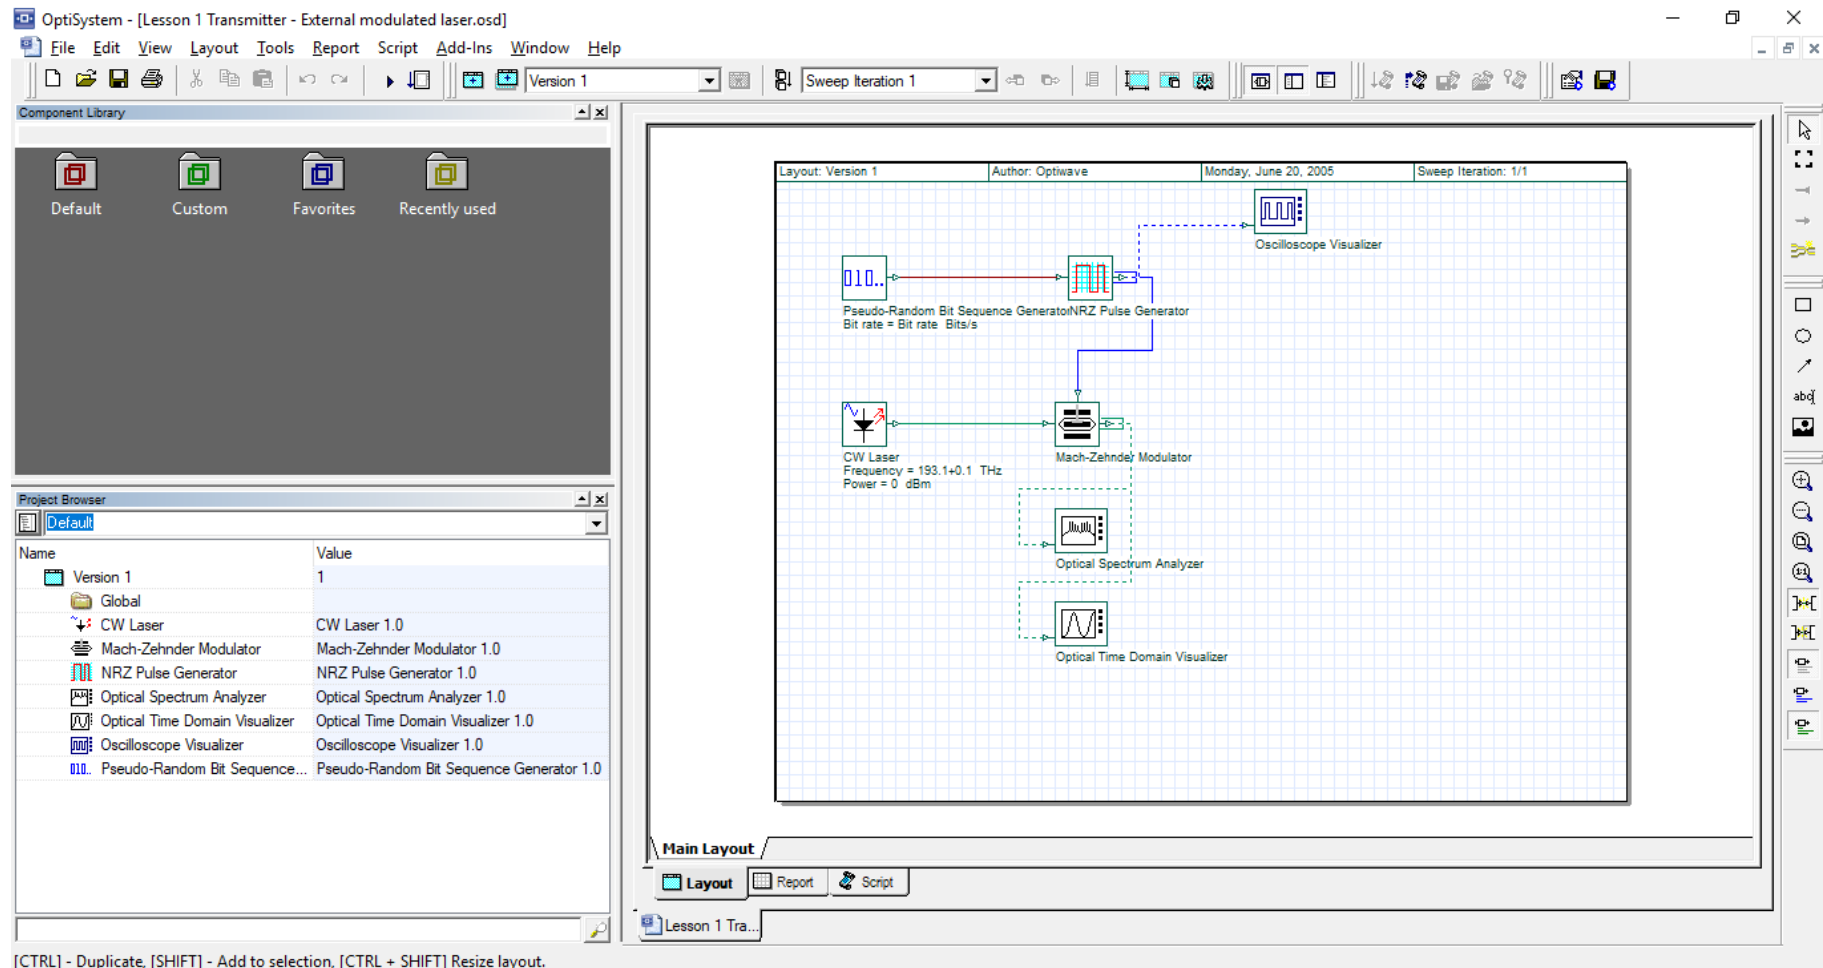 OptiSystem - [Lesson 1 Transmitter - External modulated laser.osd]
File Edit View Layout Tools Report Script Add-Ins Window Help
Version 1
Sweep Iteration 1
Component Library
Default Custom Favorites Recently used
Project Browser
Default
Name Value
Version 1 1
Global
CW Laser CW Laser 1.0
Mach-Zehnder Modulator Mach-Zehnder Modulator 1.0
NRZ Pulse Generator NRZ Pulse Generator 1.0
Optical Spectrum Analyzer Optical Spectrum Analyzer 1.0
Optical Time Domain Visualizer Optical Time Domain Visualizer 1.0
Oscilloscope Visualizer Oscilloscope Visualizer 1.0
010.. Pseudo-Random Bit Sequence... Pseudo-Random Bit Sequence Generator 1.0
Layout: Version 1 Author: Optiwave Monday, June 20, 2005 Sweep Iteration: 1/1
Oscilloscope Visualizer
010..
Pseudo-Random Bit Sequence Generator
Bit rate = Bit rate Bits/s
NRZ Pulse Generator
CW Laser
Frequency = 193.1+0.1 THz
Power = 0 dBm
Mach-Zehnder Modulator
Optical Spectrum Analyzer
Optical Time Domain Visualizer
abc
Main Layout
Layout Report Script
Lesson 1 Tra...
[CTRL] - Duplicate, [SHIFT] - Add to selection, [CTRL + SHIFT] Resize layout.